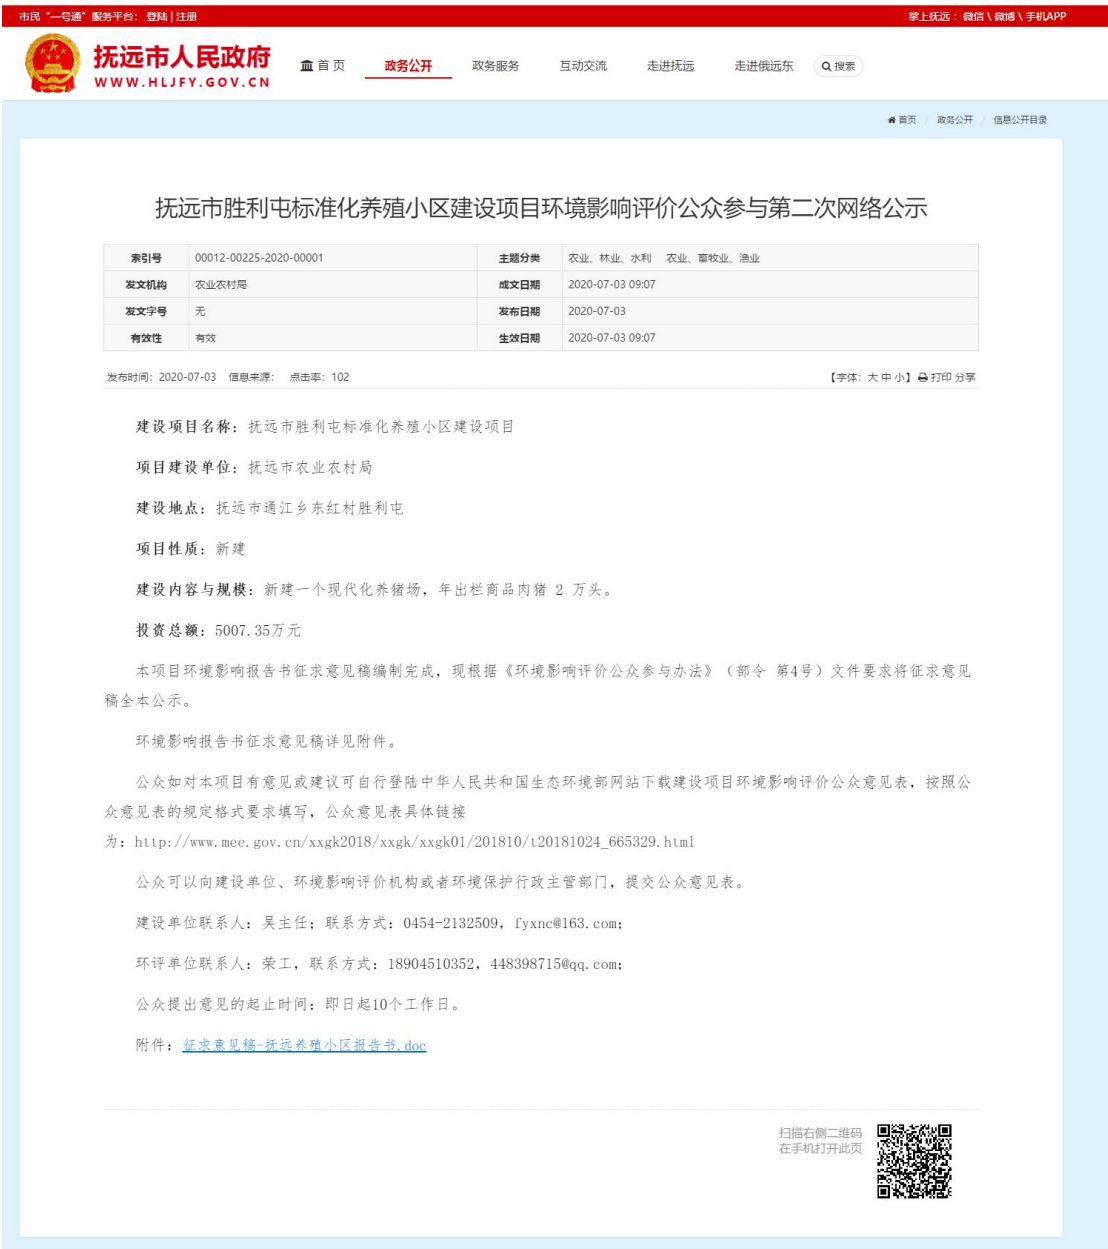 市民“一号通”服务平台： 登陆 | 注册
掌上抚远： 微信 \ 微博 \ 手机APP
抚远市人民政府
WWW.HLJFY.GOV.CN
首 页 政务公开 政务服务 互动交流 走进抚远 走进俄远东 搜索
首页 / 政务公开 / 信息公开目录
抚远市胜利屯标准化养殖小区建设项目环境影响评价公众参与第二次网络公示
索引号 00012-00225-2020-00001 主题分类 农业、林业、水利 农业、畜牧业、渔业
发文机构 农业农村局 成文日期 2020-07-03 09:07
发文字号 无 发布日期 2020-07-03
有效性 有效 生效日期 2020-07-03 09:07
发布时间：2020-07-03 信息来源： 点击率：102 【字体：大 中 小】 打印 分享
建设项目名称：抚远市胜利屯标准化养殖小区建设项目
项目建设单位：抚远市农业农村局
建设地点：抚远市通江乡东红村胜利屯
项目性质：新建
建设内容与规模：新建一个现代化养猪场，年出栏商品肉猪 2 万头。
投资总额：5007.35万元
本项目环境影响报告书征求意见稿编制完成，现根据《环境影响评价公众参与办法》（部令 第4号）文件要求将征求意见
稿全本公示。
环境影响报告书征求意见稿详见附件。
公众如对本项目有意见或建议可自行登陆中华人民共和国生态环境部网站下载建设项目环境影响评价公众意见表，按照公
众意见表的规定格式要求填写，公众意见表具体链接
为：http://www.mee.gov.cn/xxgk2018/xxgk/xxgk01/201810/t20181024_665329.html
公众可以向建设单位、环境影响评价机构或者环境保护行政主管部门，提交公众意见表。
建设单位联系人：吴主任；联系方式：0454-2132509，fyxnc@163.com；
环评单位联系人：荣工，联系方式：18904510352，448398715@qq.com；
公众提出意见的起止时间：即日起10个工作日。
附件：征求意见稿-抚远养殖小区报告书.doc
扫描右侧二维码
在手机打开此页